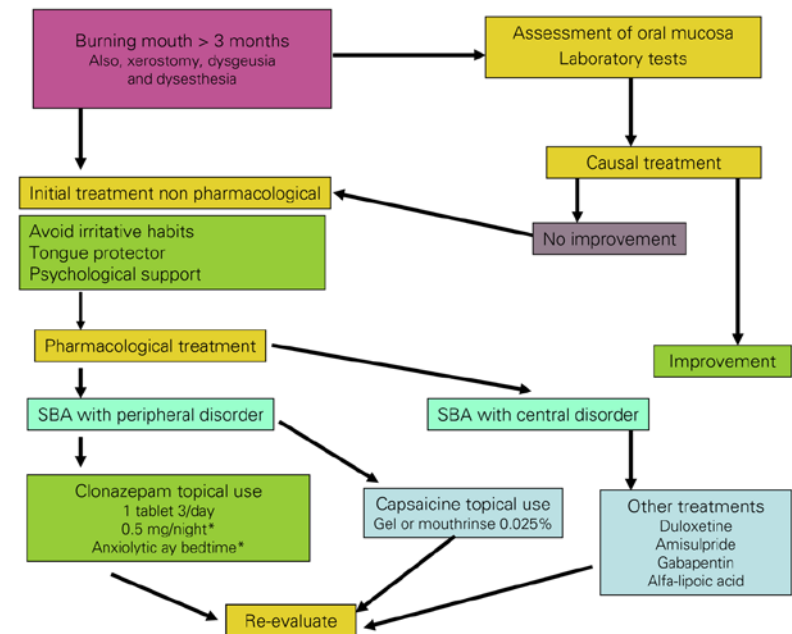 Burning mouth > 3 months
Also, xerostomy, dysgeusia
and dysesthesia
Assessment of oral mucosa
Laboratory tests
Causal treatment
Initial treatment non pharmacological
No improvement
Avoid irritative habits
Tongue protector
Psychological support
Pharmacological treatment
Improvement
SBA with peripheral disorder
SBA with central disorder
Clonazepam topical use
1 tablet 3/day
0.5 mg/night*
Anxiolytic ay bedtime*
Capsaicine topical use
Gel or mouthrinse 0.025%
Other treatments
Duloxetine
Amisulpride
Gabapentin
Alfa-lipoic acid
Re-evaluate